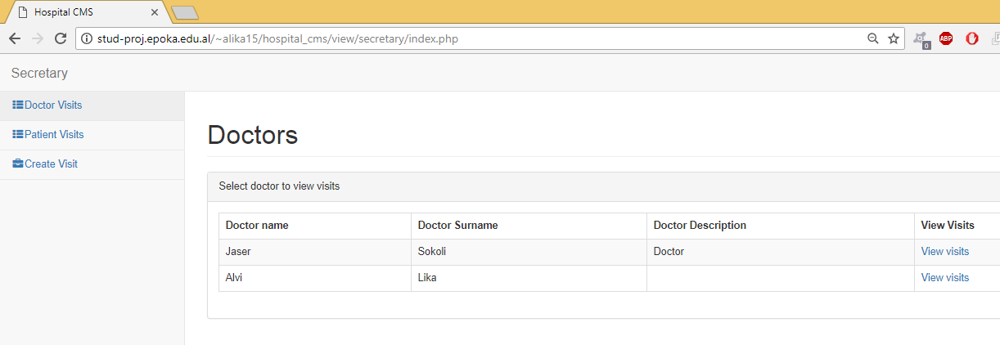 Hospital CMS
stud-proj.epoka.edu.al/~alika15/hospital_cms/view/secretary/index.php
ABP
0
Secretary
Doctor Visits
Patient Visits
Create Visit
Doctors
Select doctor to view visits
Doctor name Doctor Surname Doctor Description View Visits
Jaser Sokoli Doctor View visits
Alvi Lika View visits